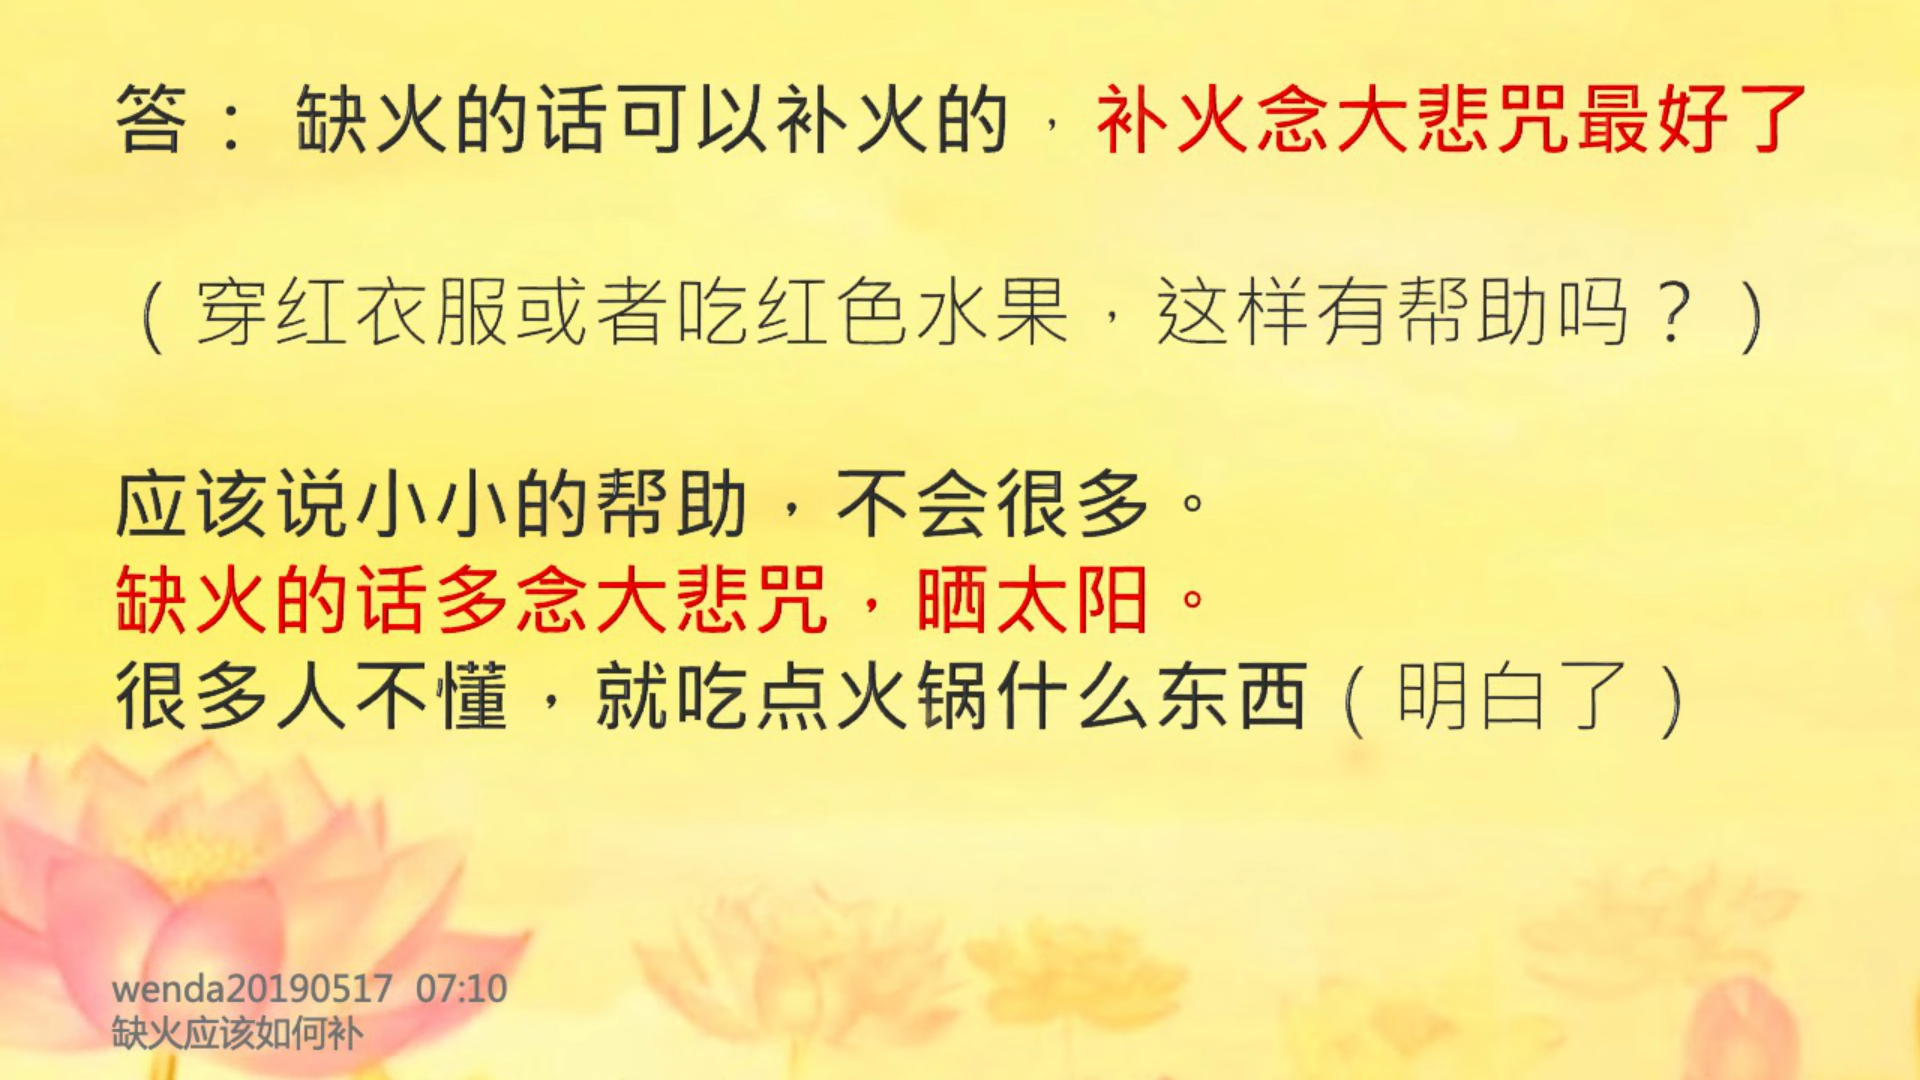 答： 缺火的话可以补火的，补火念大悲咒最好了
（穿红衣服或者吃红色水果，这样有帮助吗？）
应该说小小的帮助，不会很多。
缺火的话多念大悲咒，晒太阳。
很多人不懂，就吃点火锅什么东西（明白了）
wenda20190517 07:10
缺火应该如何补